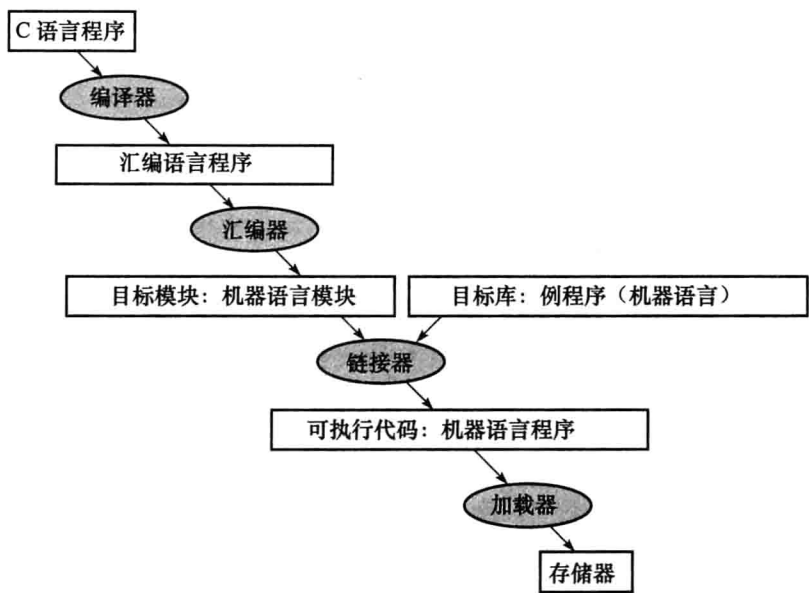 C 语言程序
编译器
汇编语言程序
汇编器
目标模块：机器语言模块
目标库：例程序（机器语言）
链接器
可执行代码：机器语言程序
加载器
存储器